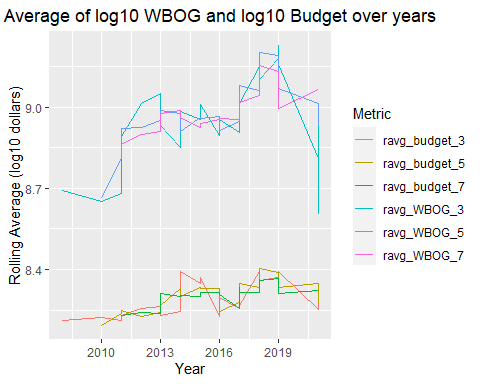 Average of log10 WBOG and log10 Budget over years
Rolling Average (log10 dollars)
9.0
8.7
8.4
2010
2013
2016
2019
Year
Metric
ravg_budget_3
ravg_budget_5
ravg_budget_7
ravg_WBOG_3
ravg_WBOG_5
ravg_WBOG_7